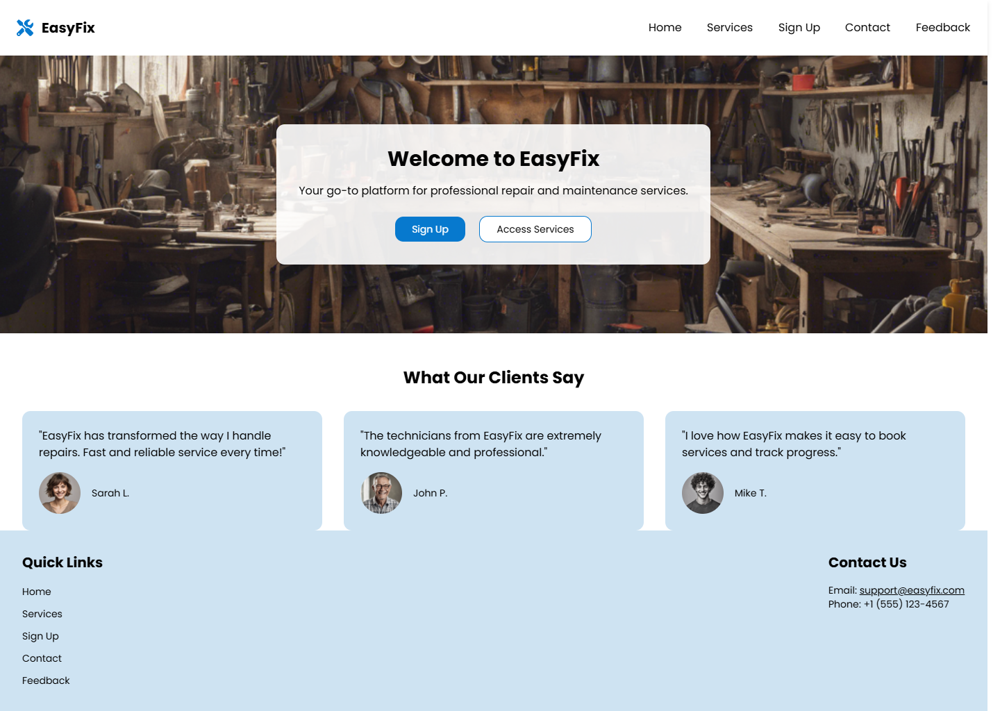 EasyFix
Home
Services
Sign Up
Contact
Feedback
Welcome to EasyFix
Your go-to platform for professional repair and maintenance services.
Sign Up
Access Services
What Our Clients Say
"EasyFix has transformed the way I handle
repairs. Fast and reliable service every time!"
Sarah L.
"The technicians from EasyFix are extremely
knowledgeable and professional."
John P.
"I love how EasyFix makes it easy to book
services and track progress."
Mike T.
Quick Links
Home
Services
Sign Up
Contact
Feedback
Contact Us
Email: support@easyfix.com
Phone: +1 (555) 123-4567